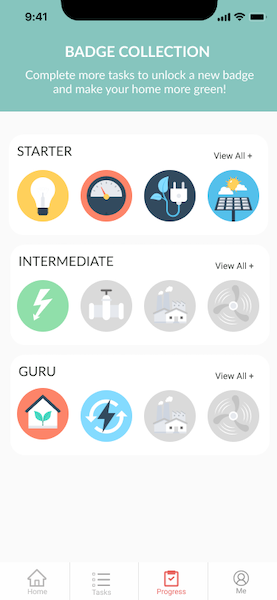 9:41
BADGE COLLECTION
Complete more tasks to unlock a new badge
and make your home more green!
STARTER
View All +
INTERMEDIATE
View All +
GURU
View All +
Home
Tasks
Progress
Me